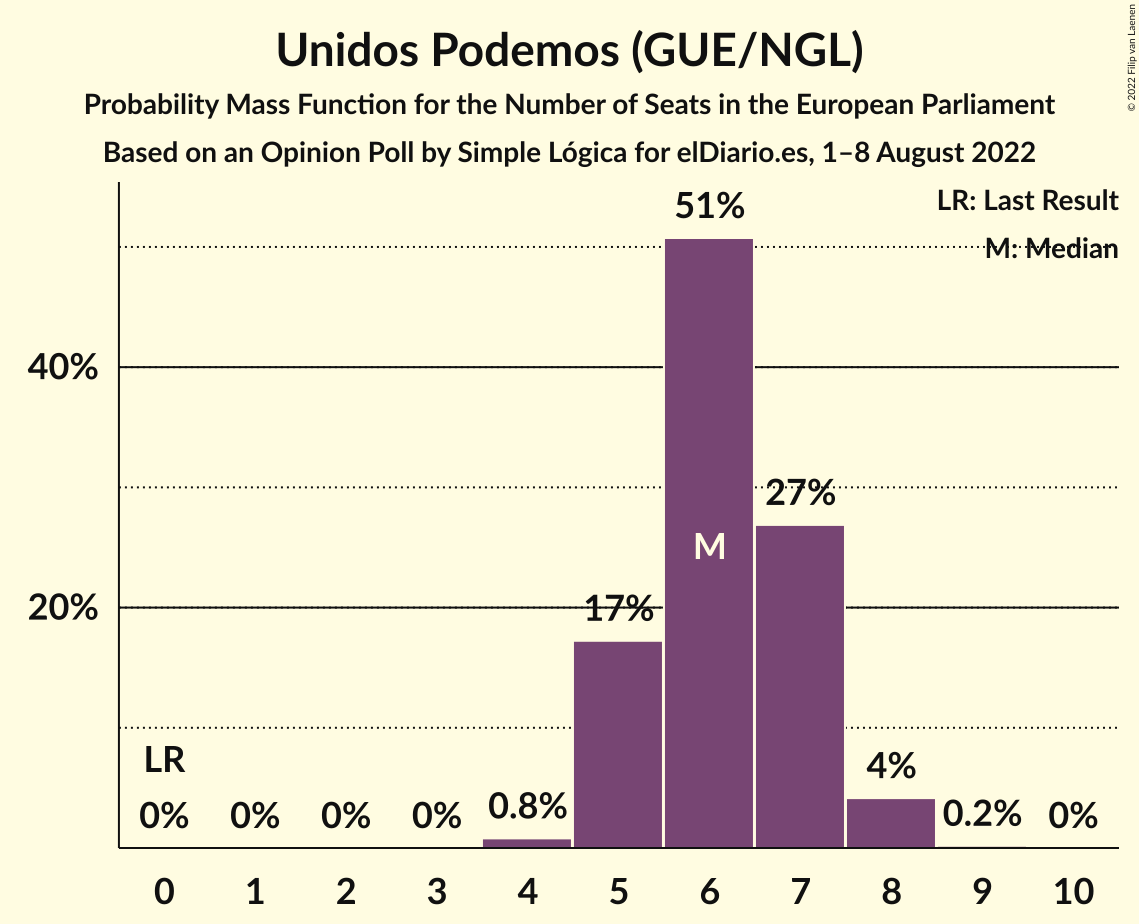 Unidos Podemos (GUE/NGL)
Probability Mass Function for the Number of Seats in the European Parliament
Based on an Opinion Poll by Simple Lógica for elDiario.es, 1–8 August 2022
© 2022 Filip van Laenen
LR: Last Result
M: Median
51%
40%
27%
M
20%
17%
LR
4%
0% 0% 0% 0% 0.8% 0.2% 0%
0 1 2 3 4 5 6 7 8 9 10